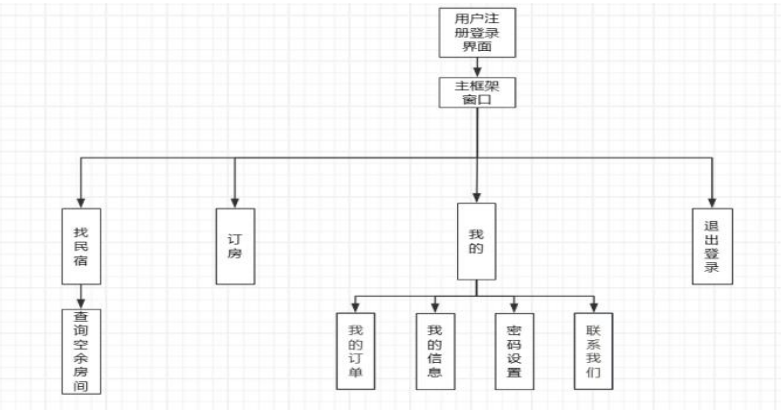 用户注
册登录
界面
主框架
窗口
找民宿
订房
我的
退出登录
查询空余房间
我的订单
我的信息
密码设置
联系我们